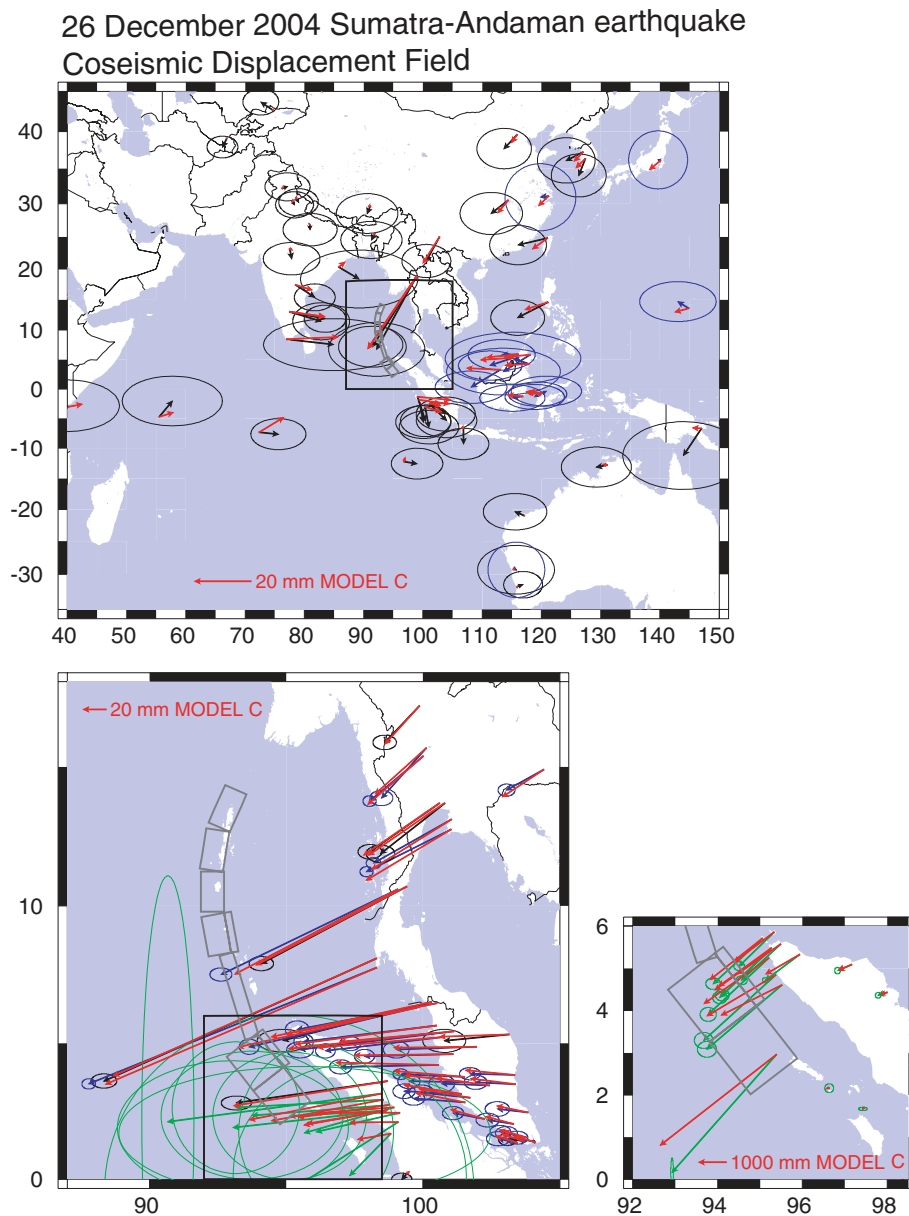 26 December 2004 Sumatra-Andaman earthquake
Coseismic Displacement Field
40
30
20
10
0
-10
-20
-30
20 mm MODEL C
40 50 60 70 80 90 100 110 120 130 140 150
20 mm MODEL C
10
0
90 100
6
4
2
0
1000 mm MODEL C
92 94 96 98